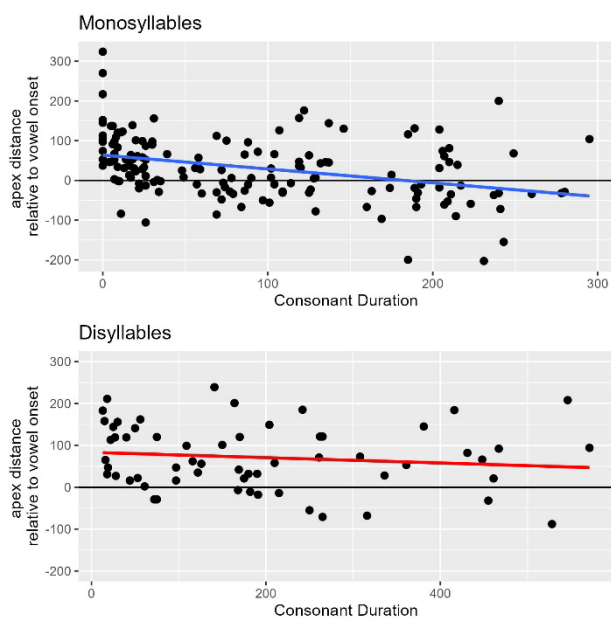 Monosyllables
apex distance
relative to vowel onset
300
200
100
0
-100
-200
0
100
200
300
Consonant Duration
Disyllables
apex distance
relative to vowel onset
300
200
100
0
-100
-200
0
200
400
Consonant Duration